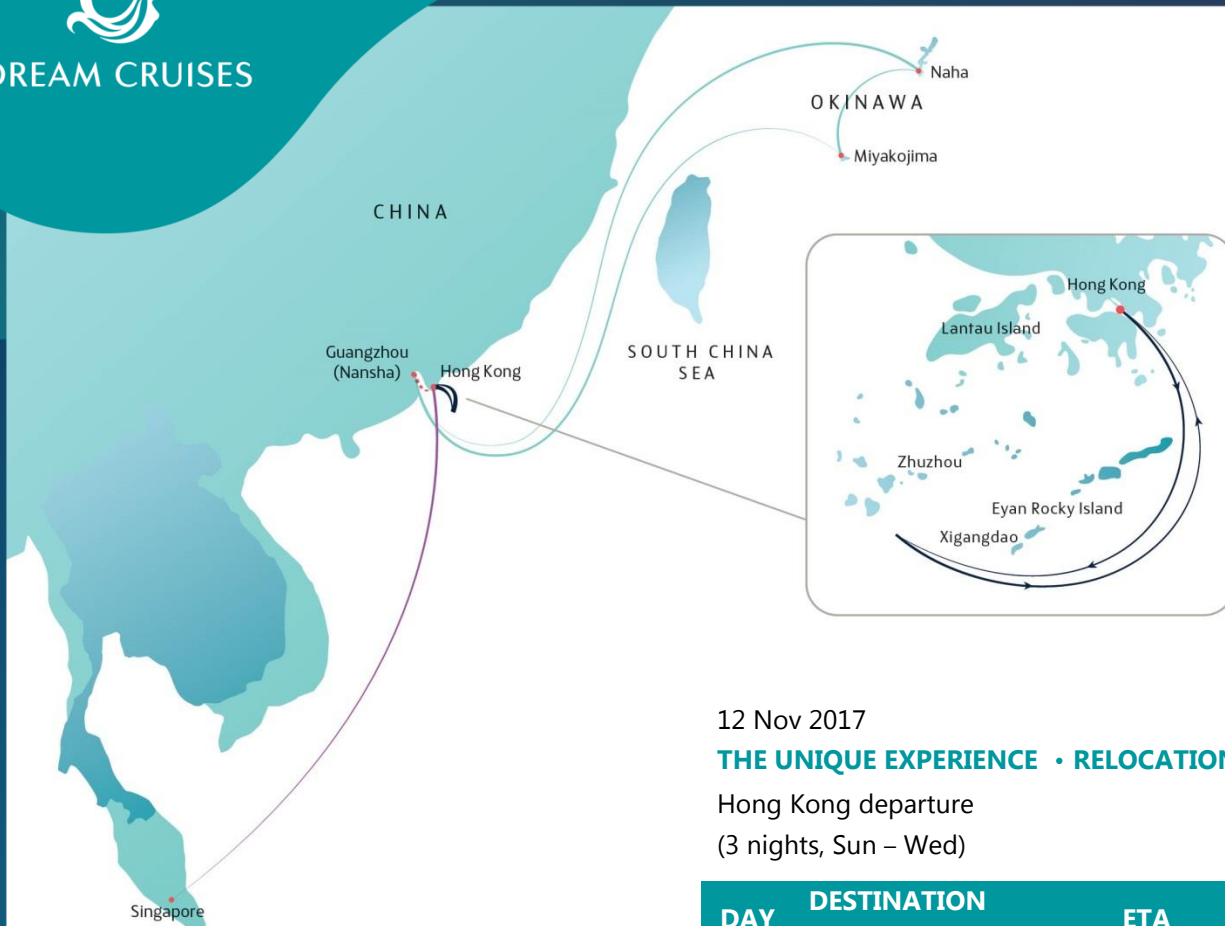 DREAM CRUISES
Naha
OKINAWA
Miyakojima
CHINA
Hong Kong
Lantau Island
SOUTH CHINA
SEA
Guangzhou
(Nansha)
Hong Kong
Zhuzhou
Eyan Rocky Island
Xigangdao
12 Nov 2017
THE UNIQUE EXPERIENCE • RELOCATION
Hong Kong departure
(3 nights, Sun – Wed)
DESTINATION
DAY
ETA
Singapore